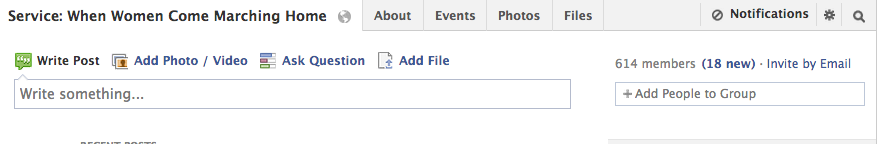 Service: When Women Come Marching Home About Events Photos Files Notifications
Write Post Add Photo / Video Ask Question Add File
614 members (18 new) · Invite by Email
Write something...
+ Add People to Group
RECENT POSTS